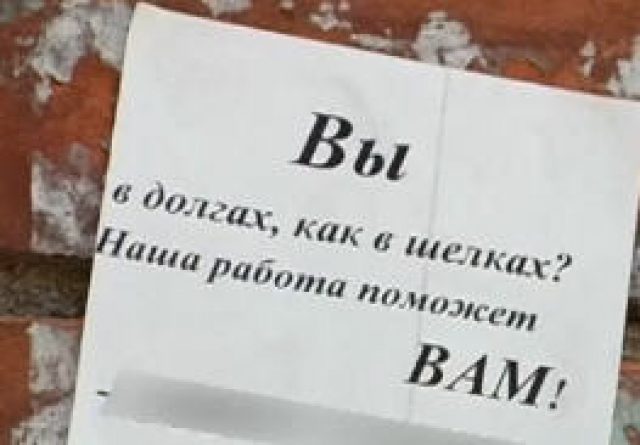 Вы
в долгах, как в шелках?
Наша работа поможет
ВАМ!
-